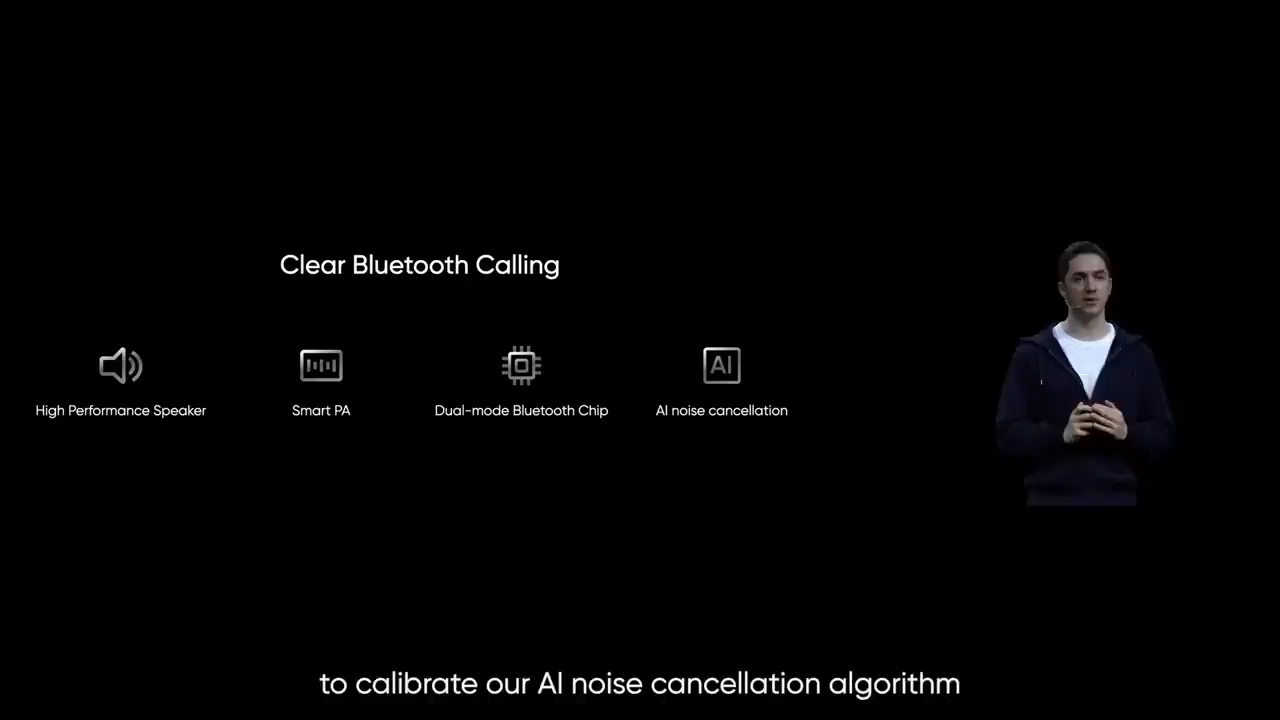 Clear Bluetooth Calling
High Performance Speaker
Smart PA
Dual-mode Bluetooth Chip
AI
AI noise cancellation
to calibrate our AI noise cancellation algorithm